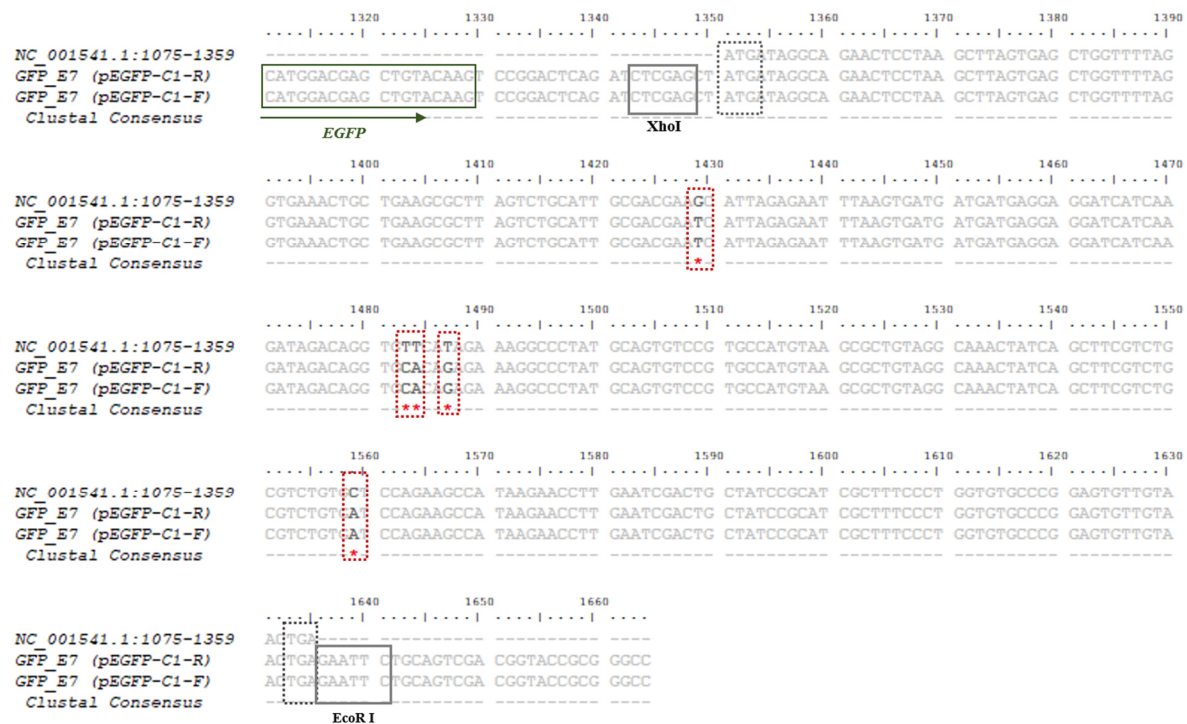 1320 1330 1340 1350 1360 1370 1380 1390
NC_001541.1:1075-1359 ---------- ---------- ---------- ---------- ATGATAGGCA GAACTCCTAA GCTTAGTGAG CTGGTTTTAG
GFP_E7 (pEGFP-C1-R) CATGGACGAG CTGTACAAGT CCGGACTCAG ATCTCGAGCT ATGATAGGCA GAACTCCTAA GCTTAGTGAG CTGGTTTTAG
GFP_E7 (pEGFP-C1-F) CATGGACGAG CTGTACAAGT CCGGACTCAG ATCTCGAGCT ATGATAGGCA GAACTCCTAA GCTTAGTGAG CTGGTTTTAG
Clustal Consensus
EGFP
XhoI
1400 1410 1420 1430 1440 1450 1460 1470
NC_001541.1:1075-1359 GTGAAACTGC TGAAGCGCTT AGTCTGCATT GCGACGAAGC ATTAGAGAAT TTAAGTGATG ATGATGAGGA GGATCATCAA
GFP_E7 (pEGFP-C1-R) GTGAAACTGC TGAAGCGCTT AGTCTGCATT GCGACGAATC ATTAGAGAAT TTAAGTGATG ATGATGAGGA GGATCATCAA
GFP_E7 (pEGFP-C1-F) GTGAAACTGC TGAAGCGCTT AGTCTGCATT GCGACGAATC ATTAGAGAAT TTAAGTGATG ATGATGAGGA GGATCATCAA
Clustal Consensus *
1480 1490 1500 1510 1520 1530 1540 1550
NC_001541.1:1075-1359 GATAGACAGG TGTTCATAGA AAGGCCCTAT GCAGTGTCCG TGCCATGTAA GCGCTGTAGG CAAACTATCA GCTTCGTCTG
GFP_E7 (pEGFP-C1-R) GATAGACAGG TGCACAGAGA AAGGCCCTAT GCAGTGTCCG TGCCATGTAA GCGCTGTAGG CAAACTATCA GCTTCGTCTG
GFP_E7 (pEGFP-C1-F) GATAGACAGG TGCACAGAGA AAGGCCCTAT GCAGTGTCCG TGCCATGTAA GCGCTGTAGG CAAACTATCA GCTTCGTCTG
Clustal Consensus ** *
1560 1570 1580 1590 1600 1610 1620 1630
NC_001541.1:1075-1359 CGTCTGTGCT CCAGAAGCCA TAAGAACCTT GAATCGACTG CTATCCGCAT CGCTTTCCCT GGTGTGCCCG GAGTGTTGTA
GFP_E7 (pEGFP-C1-R) CGTCTGTGAT CCAGAAGCCA TAAGAACCTT GAATCGACTG CTATCCGCAT CGCTTTCCCT GGTGTGCCCG GAGTGTTGTA
GFP_E7 (pEGFP-C1-F) CGTCTGTGAT CCAGAAGCCA TAAGAACCTT GAATCGACTG CTATCCGCAT CGCTTTCCCT GGTGTGCCCG GAGTGTTGTA
Clustal Consensus *
1640 1650 1660
NC_001541.1:1075-1359 ACTGA----- ---------- ---------- ----
GFP_E7 (pEGFP-C1-R) ACTGAGAATT CTGCAGTCGA CGGTACCGCG GGCC
GFP_E7 (pEGFP-C1-F) ACTGAGAATT CTGCAGTCGA CGGTACCGCG GGCC
Clustal Consensus
EcoR I